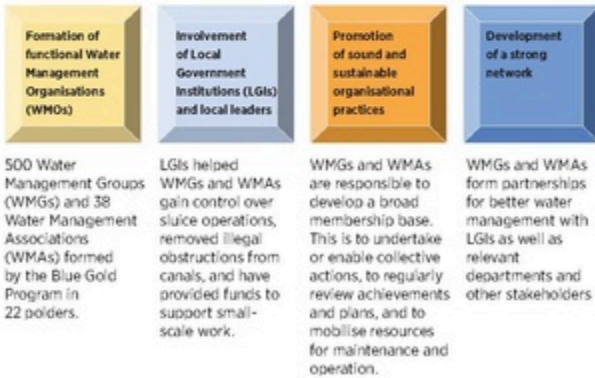 Formation of
functional Water
Management
Organisations
(WMOs)
500 Water
Management Groups
(WMGs) and 38
Water Management
Associations
(WMAs) formed
by the Blue Gold
Program in
22 polders.
Involvement
of Local
Government
Institutions (LGIs)
and local leaders
LGIs helped
WMGs and WMAs
gain control over
sluice operations,
removed illegal
obstructions from
canals, and have
provided funds to
support small-
scale work.
Promotion
of sound and
sustainable
organisational
practices
WMGs and WMAs
are responsible to
develop a broad
membership base.
This is to undertake
or enable collective
actions, to regularly
review achievements
and plans, and to
mobilise resources
for maintenance and
operation.
Development
of a strong
network
WMGs and WMAs
form partnerships
for better water
management with
LGIs as well as
relevant
departments and
other stakeholders